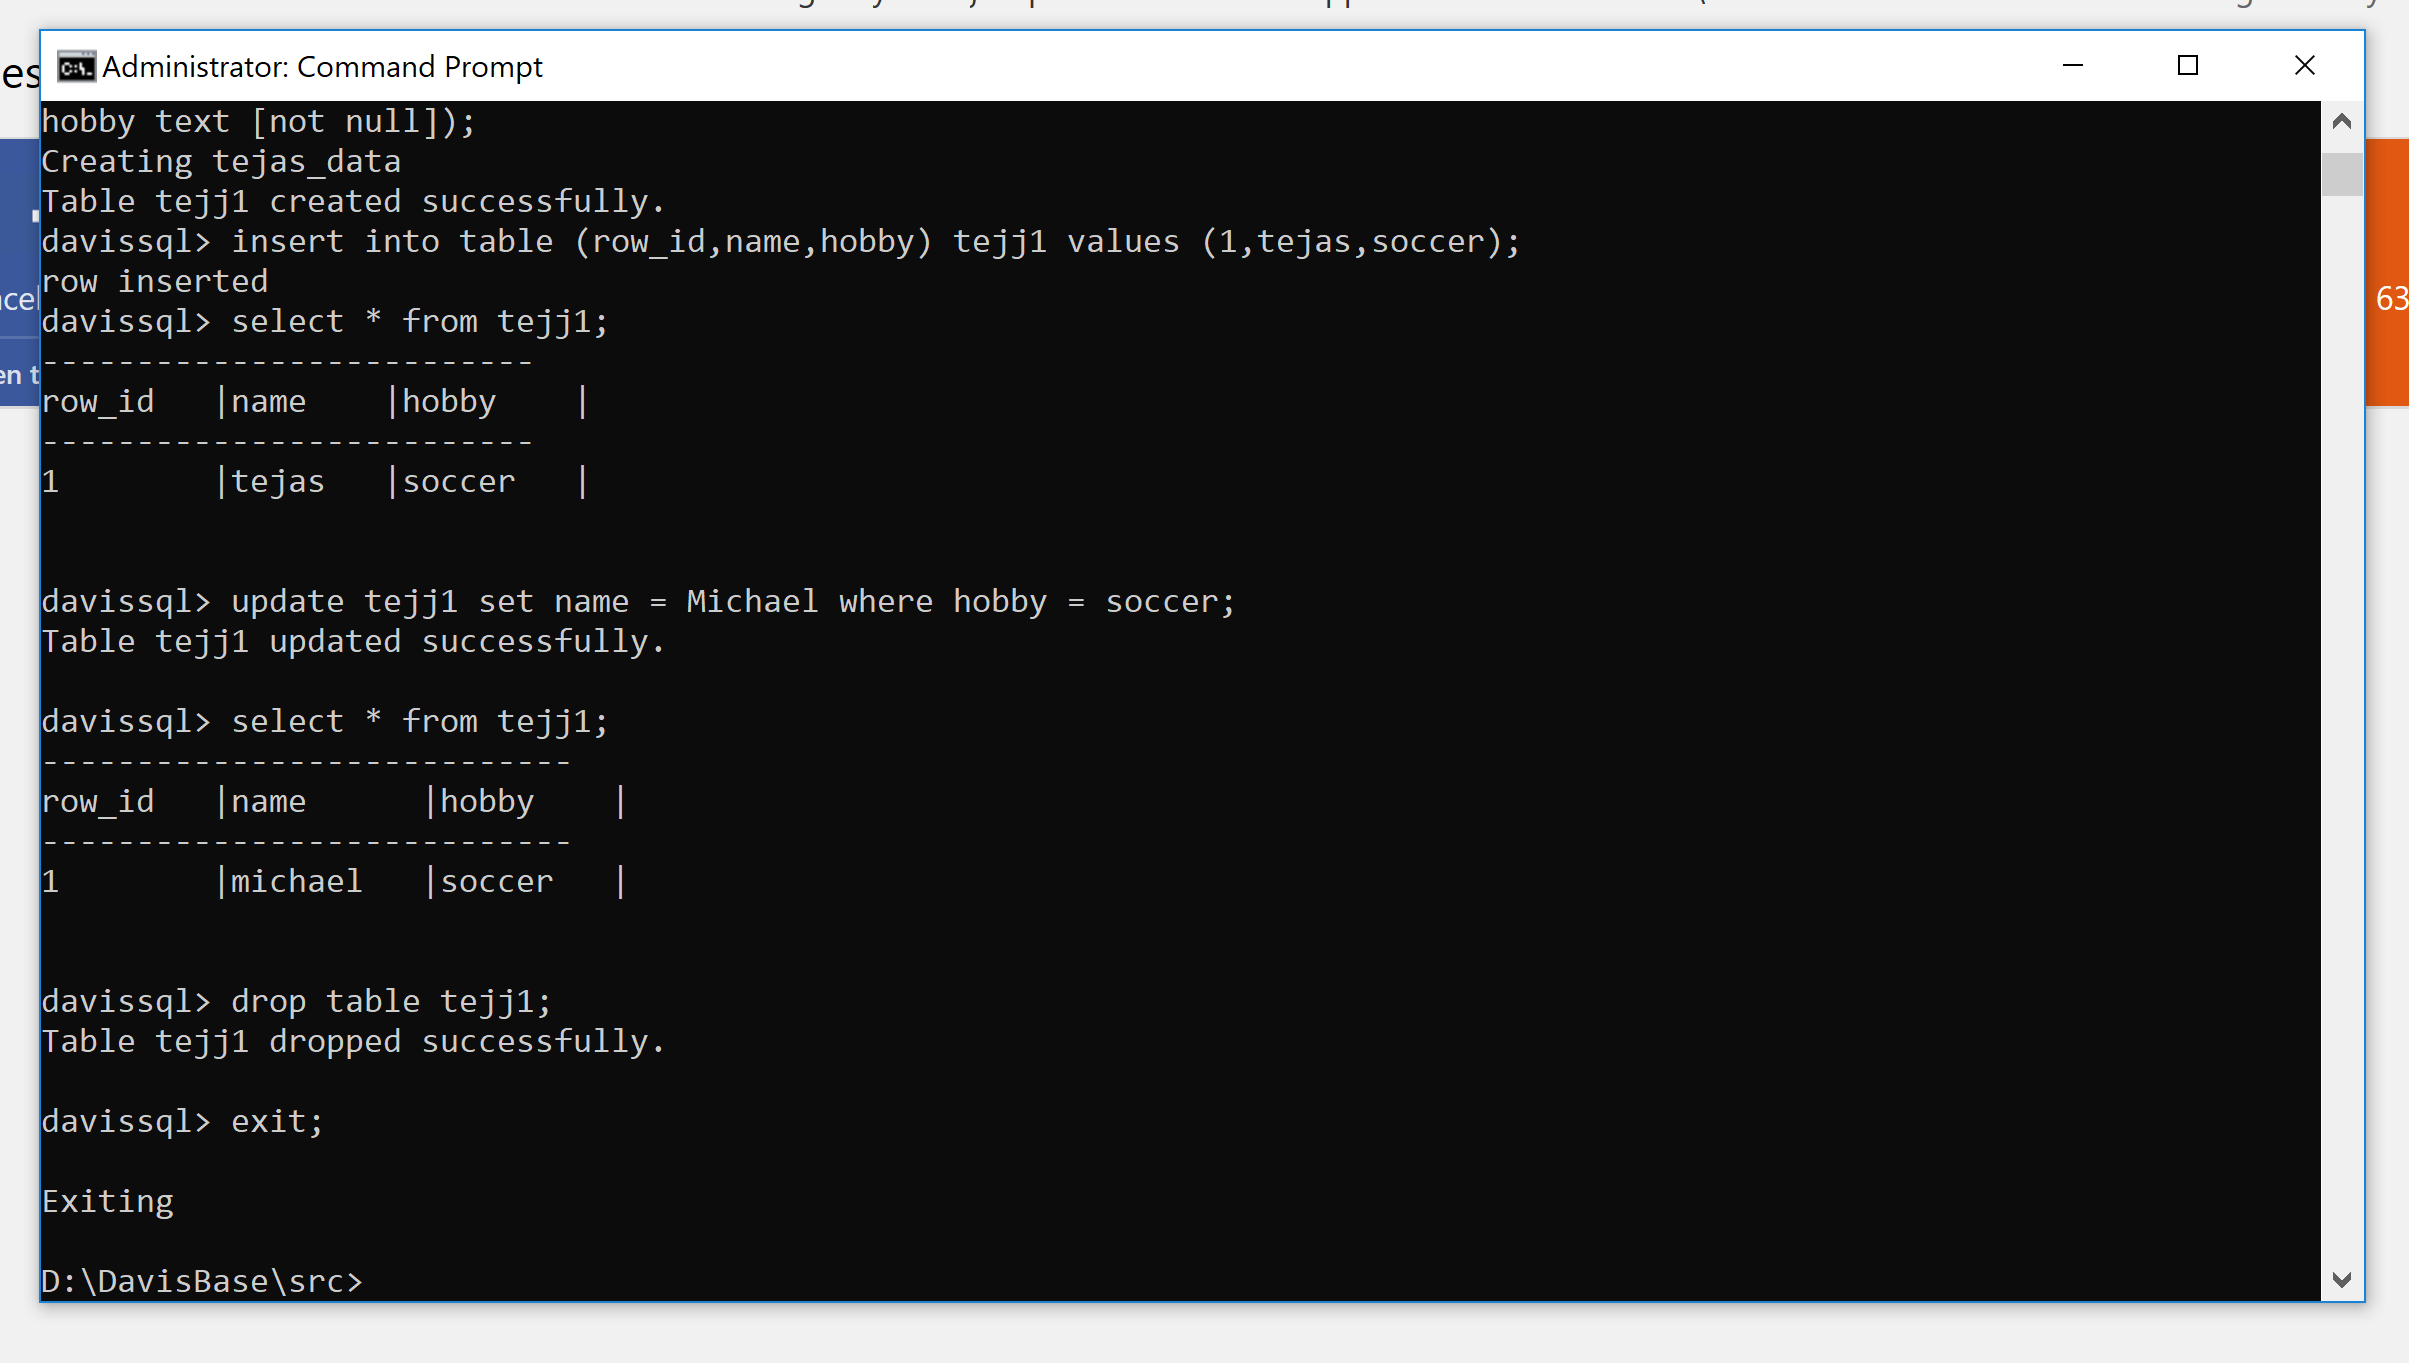 Administrator: Command Prompt
hobby text [not null]);
Creating tejas_data
Table tejj1 created successfully.
davissql> insert into table (row_id,name,hobby) tejj1 values (1,tejas,soccer);
row inserted
davissql> select * from tejj1;
--------------------------
row_id   |name    |hobby    |
--------------------------
1        |tejas   |soccer   |
davissql> update tejj1 set name = Michael where hobby = soccer;
Table tejj1 updated successfully.
davissql> select * from tejj1;
----------------------------
row_id   |name      |hobby    |
----------------------------
1        |michael   |soccer   |
davissql> drop table tejj1;
Table tejj1 dropped successfully.
davissql> exit;
Exiting
D:\DavisBase\src>
63